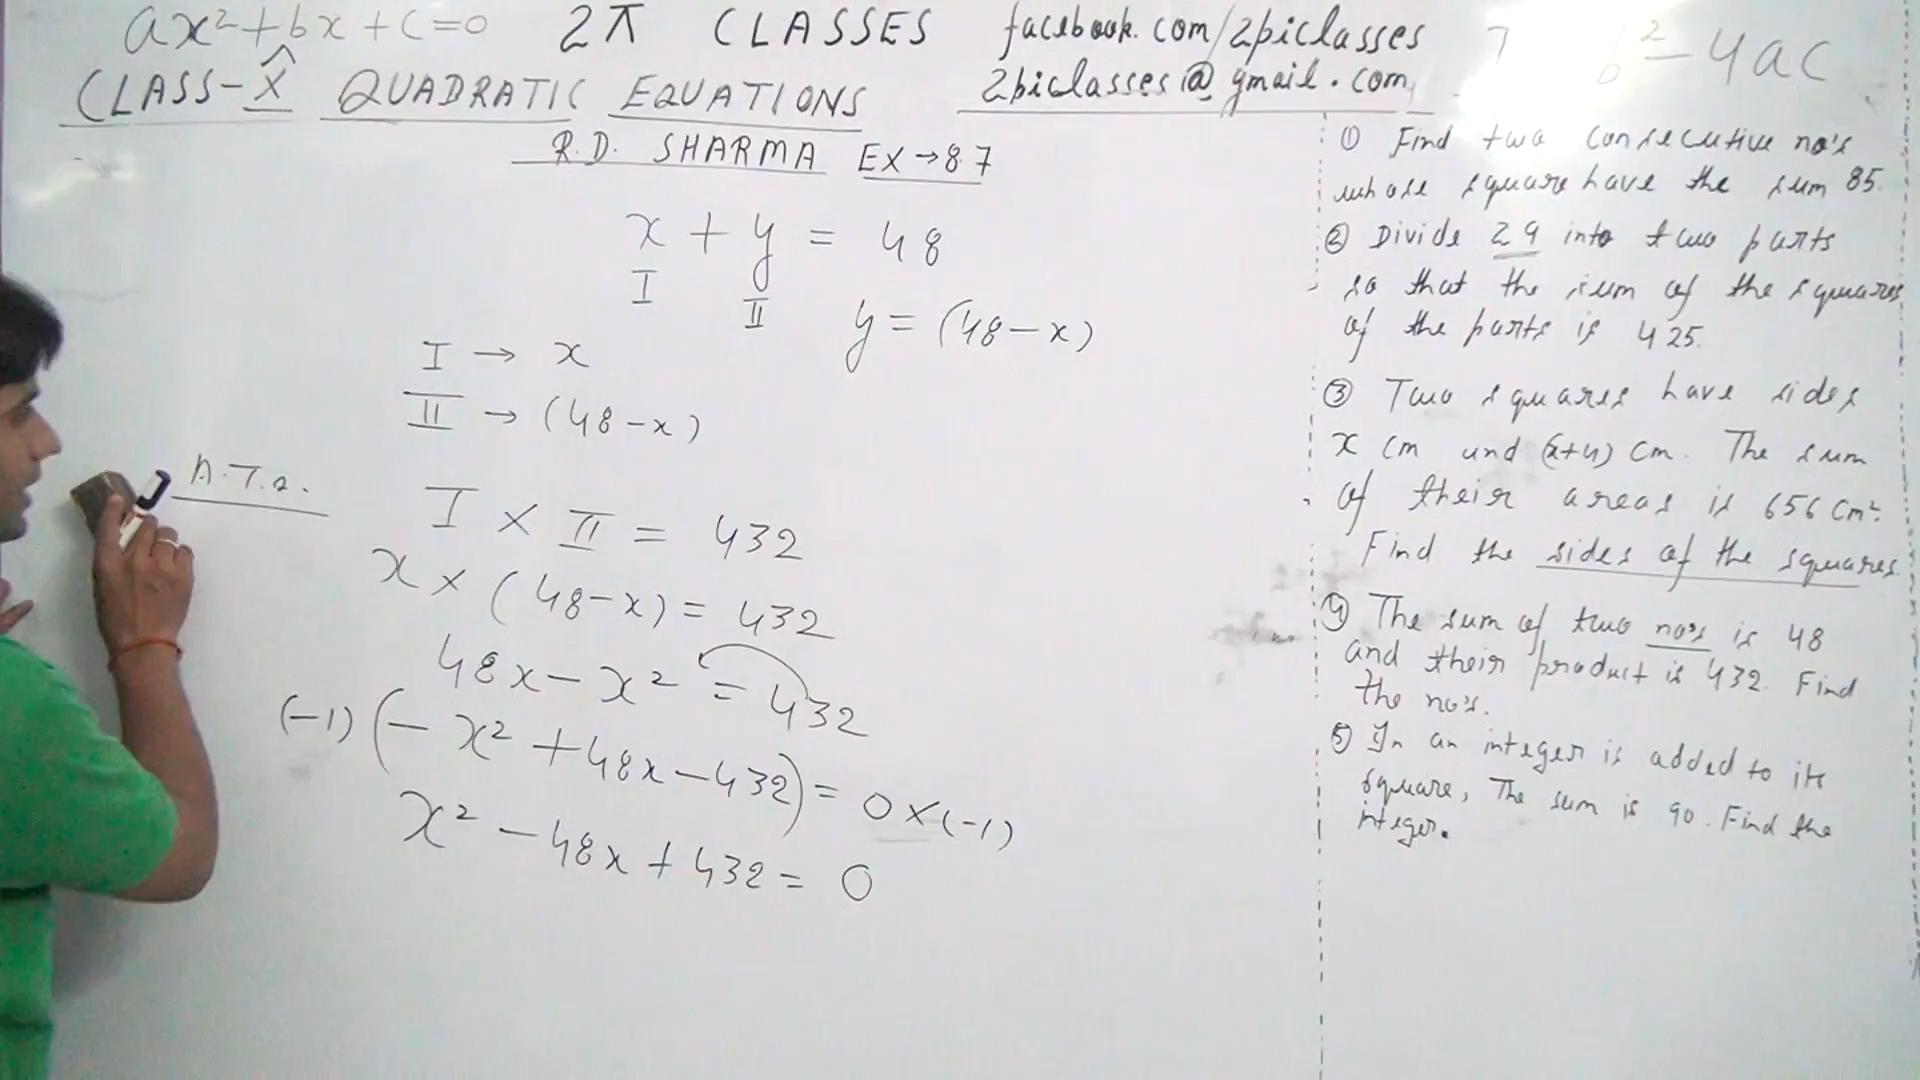 ax²+bx+c=0 2π CLASSES facebook.com/2piclasses b²-4ac
CLASS-X QUADRATIC EQUATIONS 2piclasses@gmail.com
R.D. SHARMA EX→8.7
x + y = 48
I II
y = (48-x)
I → x
II → (48-x)
A.T.Q.
I × II = 432
x × (48-x) = 432
48x - x² = 432
(-1) (- x² + 48x - 432) = 0 × (-1)
x² - 48x + 432 = 0
① Find two consecutive no's
whose square have the sum 85.
② Divide 29 into two parts
so that the sum of the squares
of the parts is 425.
③ Two squares have sides
x cm and (x+4) cm. The sum
of their areas is 656 cm².
Find the sides of the squares.
④ The sum of two no's is 48
and their product is 432. Find
the no's.
⑤ In an integer is added to its
square, The sum is 90. Find the
integer.